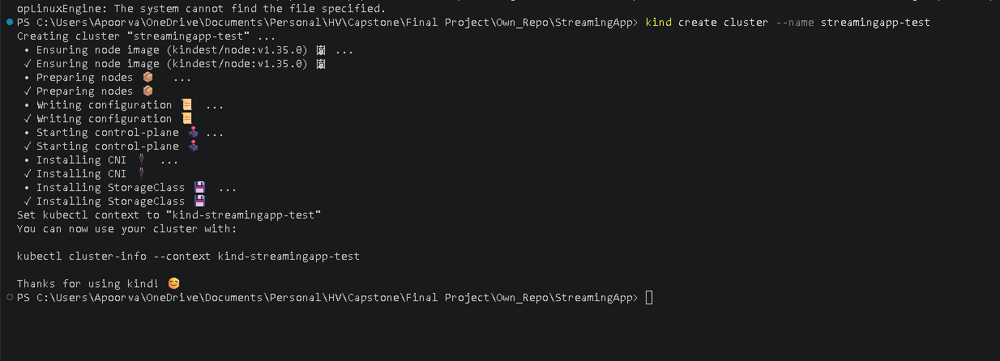 opLinuxEngine: The system cannot find the file specified.
PS C:\Users\Apoorva\OneDrive\Documents\Personal\HV\Capstone\Final Project\Own_Repo\StreamingApp> kind create cluster --name streamingapp-test
Creating cluster "streamingapp-test" ...
• Ensuring node image (kindest/node:v1.35.0) 🖼 ...
✓ Ensuring node image (kindest/node:v1.35.0) 🖼
• Preparing nodes 📦 ...
✓ Preparing nodes 📦
• Writing configuration 📜 ...
✓ Writing configuration 📜
• Starting control-plane 🕹️ ...
✓ Starting control-plane 🕹️
• Installing CNI 🔌 ...
✓ Installing CNI 🔌
• Installing StorageClass 💾 ...
✓ Installing StorageClass 💾
Set kubectl context to "kind-streamingapp-test"
You can now use your cluster with:
kubectl cluster-info --context kind-streamingapp-test
Thanks for using kind! 😊
PS C:\Users\Apoorva\OneDrive\Documents\Personal\HV\Capstone\Final Project\Own_Repo\StreamingApp>